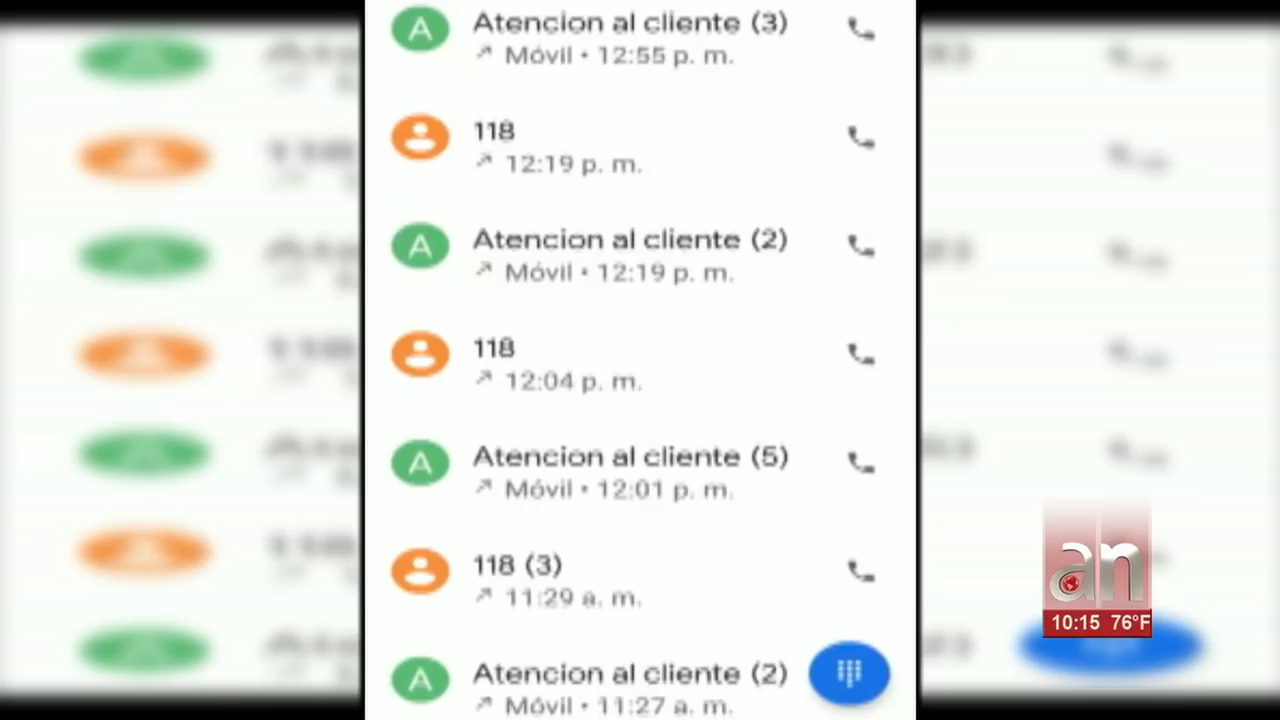 A
Atencion al cliente (3)
Móvil • 12:55 p. m.
118
12:19 p. m.
A
Atencion al cliente (2)
Móvil • 12:19 p. m.
118
12:04 p. m.
A
Atencion al cliente (5)
Móvil • 12:01 p. m.
118 (3)
11:29 a. m.
A
Atencion al cliente (2)
Móvil • 11:27 a. m.
an
10:15 76°F